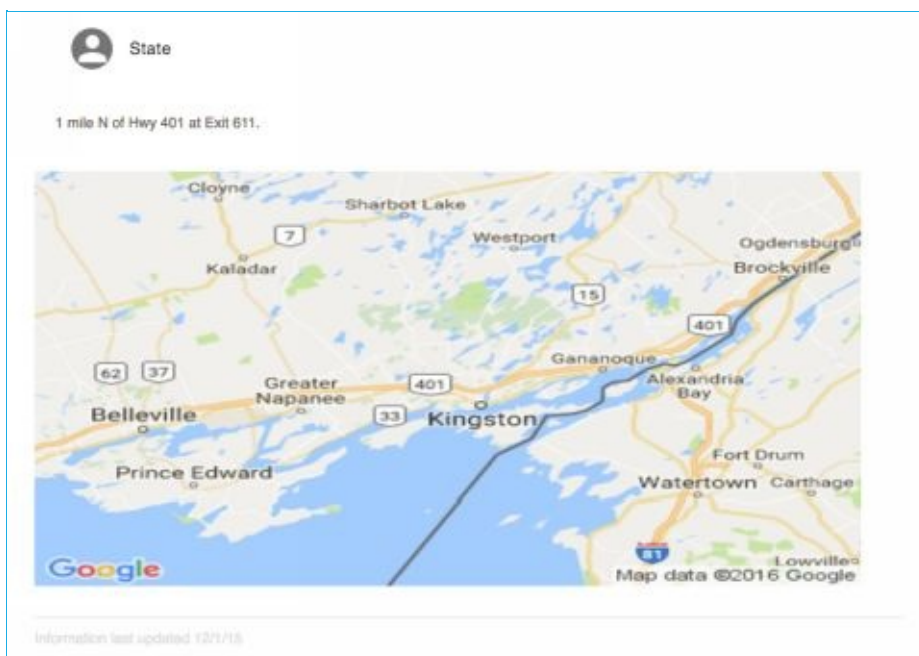 State
1 mile N of Hwy 401 at Exit 611.
Cloyne
Sharbot Lake
7
Westport
Ogdensburg
Kaladar
Brockville
15
401
Gananoque
62 37
401
Alexandria
Bay
Greater
Napanee
33
Belleville
Kingston
Fort Drum
Prince Edward
Watertown
Carthage
81
Lowville
Google
Map data ©2016 Google
Information last updated 12/1/15